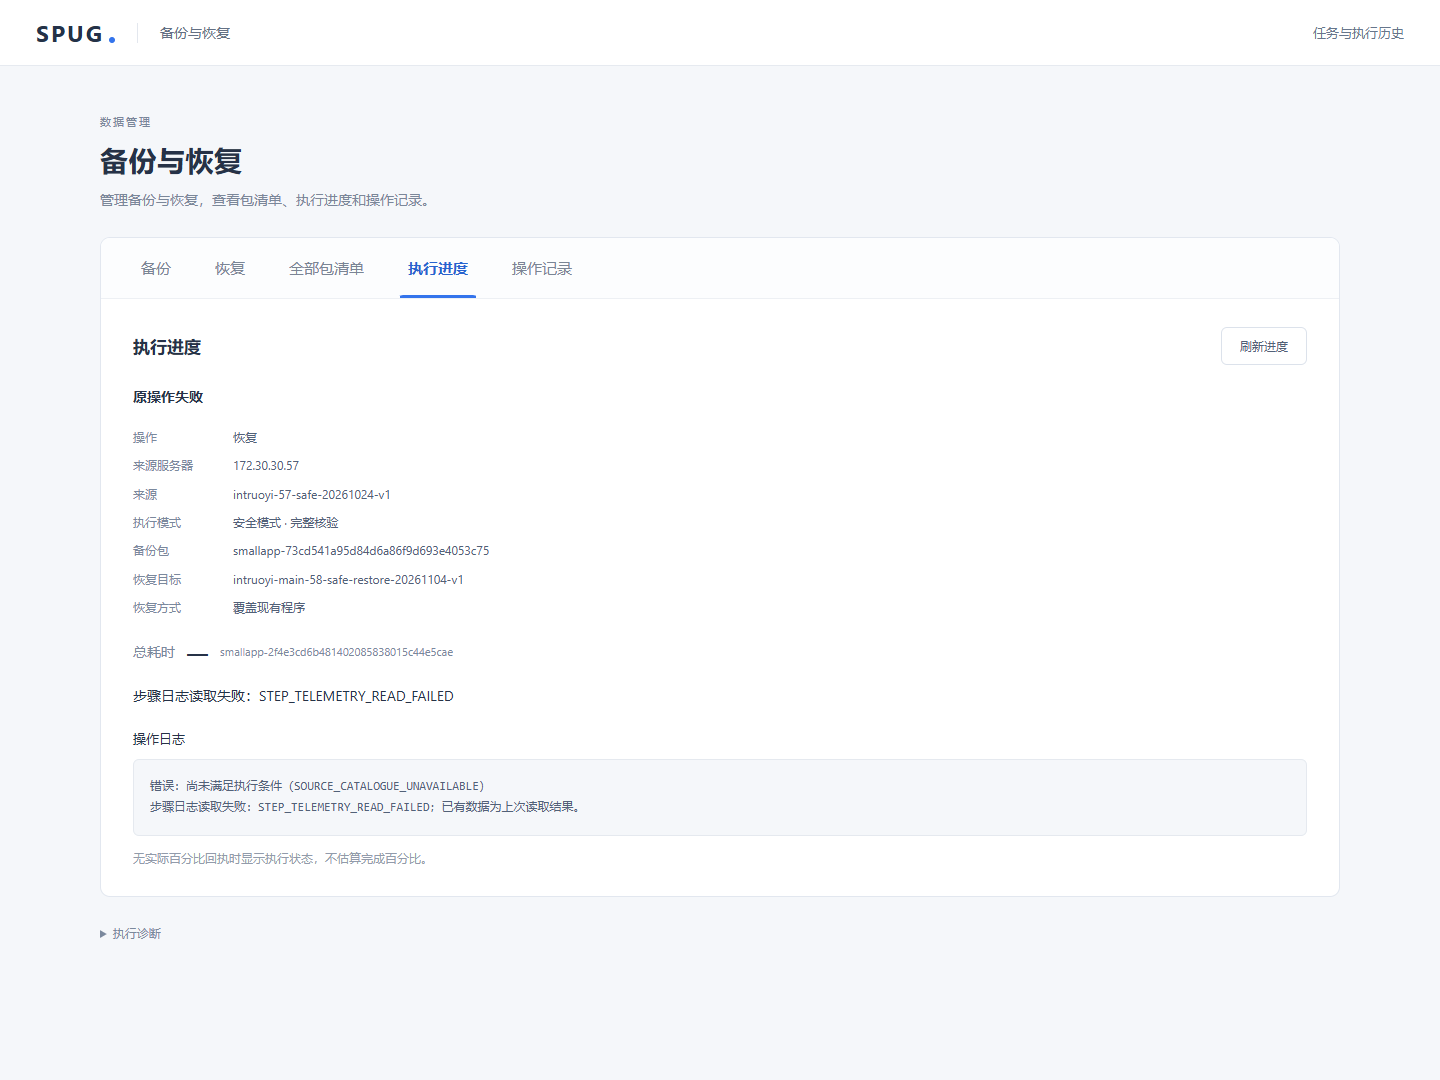 SPUG.
备份与恢复
任务与执行历史
数据管理
备份与恢复
管理备份与恢复，查看包清单、执行进度和操作记录。
备份
恢复
全部包清单
执行进度
操作记录
执行进度
刷新进度
原操作失败
操作 恢复
来源服务器 172.30.30.57
来源 intruoyi-57-safe-20261024-v1
执行模式 安全模式 · 完整核验
备份包 smallapp-73cd541a95d84d6a86f9d693e4053c75
恢复目标 intruoyi-main-58-safe-restore-20261104-v1
恢复方式 覆盖现有程序
总耗时 — smallapp-2f4e3cd6b481402085838015c44e5cae
步骤日志读取失败：STEP_TELEMETRY_READ_FAILED
操作日志
错误：尚未满足执行条件（SOURCE_CATALOGUE_UNAVAILABLE）
步骤日志读取失败：STEP_TELEMETRY_READ_FAILED；已有数据为上次读取结果。
无实际百分比回执时显示执行状态，不估算完成百分比。
执行诊断